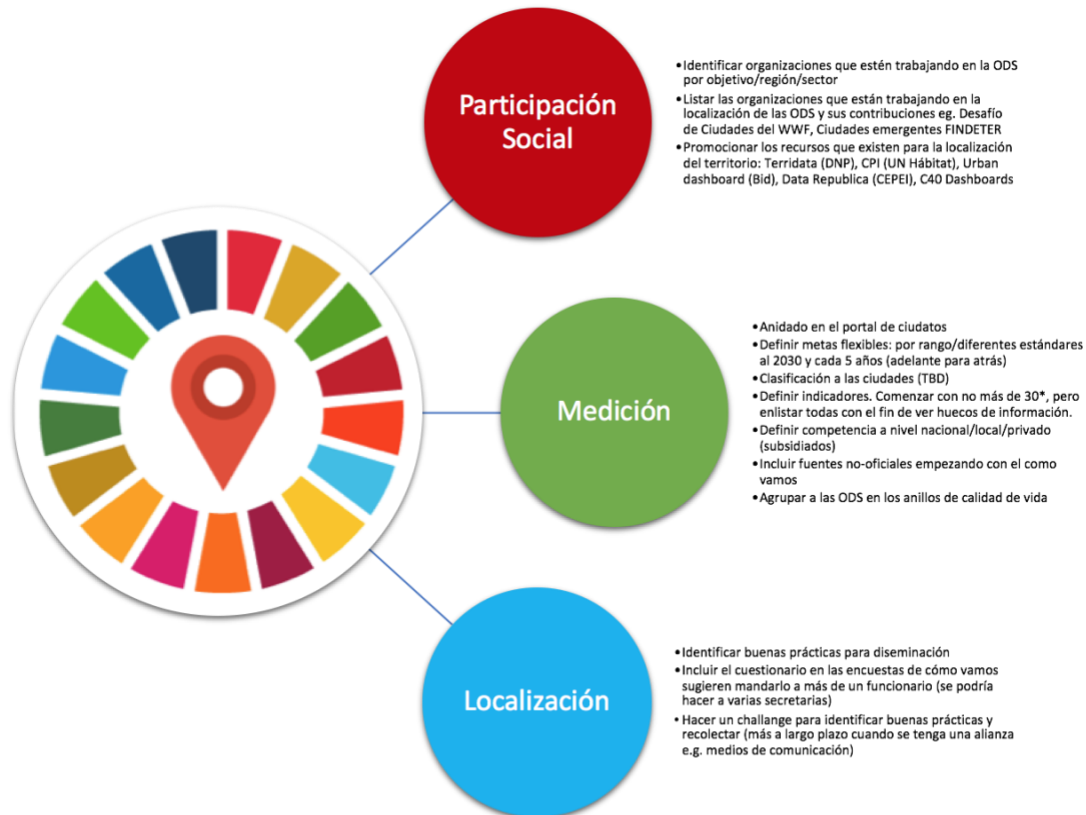 Participación
Social
•Identificar organizaciones que estén trabajando en la ODS
por objetivo/región/sector
•Listar las organizaciones que están trabajando en la
localización de las ODS y sus contribuciones eg. Desafío
de Ciudades del WWF, Ciudades emergentes FINDETER
•Promocionar los recursos que existen para la localización
del territorio: Terridata (DNP), CPI (UN Hábitat), Urban
dashboard (Bid), Data Republica (CEPEI), C40 Dashboards
Medición
•Anidado en el portal de ciudatos
•Definir metas flexibles: por rango/diferentes estándares
al 2030 y cada 5 años (adelante para atrás)
•Clasificación a las ciudades (TBD)
•Definir indicadores. Comenzar con no más de 30*, pero
enlistar todas con el fin de ver huecos de información.
•Definir competencia a nivel nacional/local/privado
(subsidiados)
•Incluir fuentes no-oficiales empezando con el como
vamos
•Agrupar a las ODS en los anillos de calidad de vida
Localización
•Identificar buenas prácticas para diseminación
•Incluir el cuestionario en las encuestas de cómo vamos
sugieren mandarlo a más de un funcionario (se podría
hacer a varias secretarias)
• Hacer un challange para identificar buenas prácticas y
recolectar (más a largo plazo cuando se tenga una alianza
e.g. medios de comunicación)